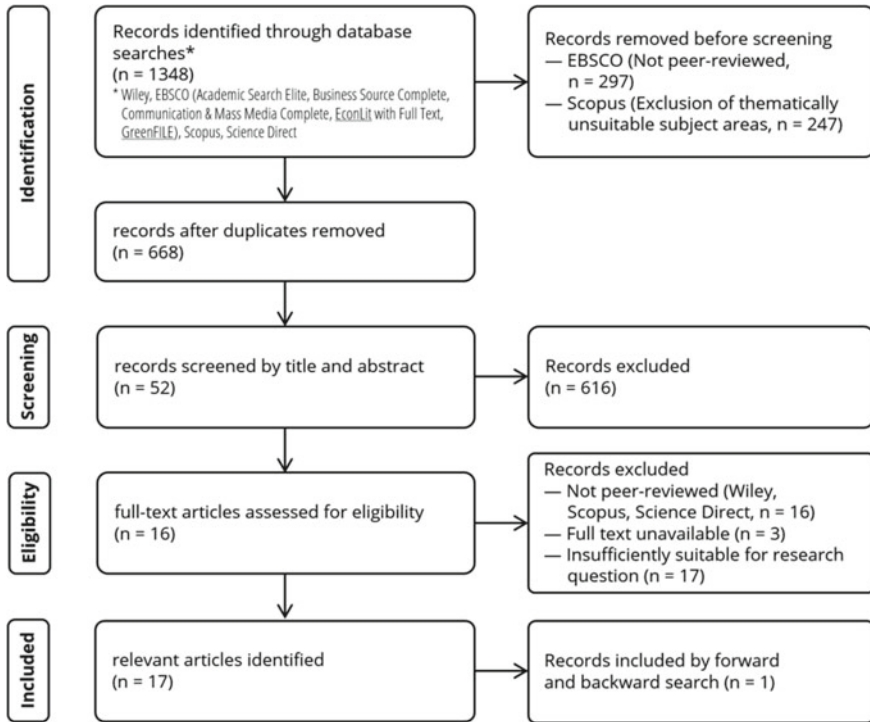 Identification
Records identified through database
searches*
(n = 1348)
* Wiley, EBSCO (Academic Search Elite, Business Source Complete,
Communication & Mass Media Complete, EconLit with Full Text,
GreenFILE), Scopus, Science Direct
Records removed before screening
— EBSCO (Not peer-reviewed,
n = 297)
— Scopus (Exclusion of thematically
unsuitable subject areas, n = 247)
records after duplicates removed
(n = 668)
Screening
records screened by title and abstract
(n = 52)
Records excluded
(n = 616)
Eligibility
full-text articles assessed for eligibility
(n = 16)
Records excluded
— Not peer-reviewed (Wiley,
Scopus, Science Direct, n = 16)
— Full text unavailable (n = 3)
— Insufficiently suitable for research
question (n = 17)
Included
relevant articles identified
(n = 17)
Records included by forward
and backward search (n = 1)